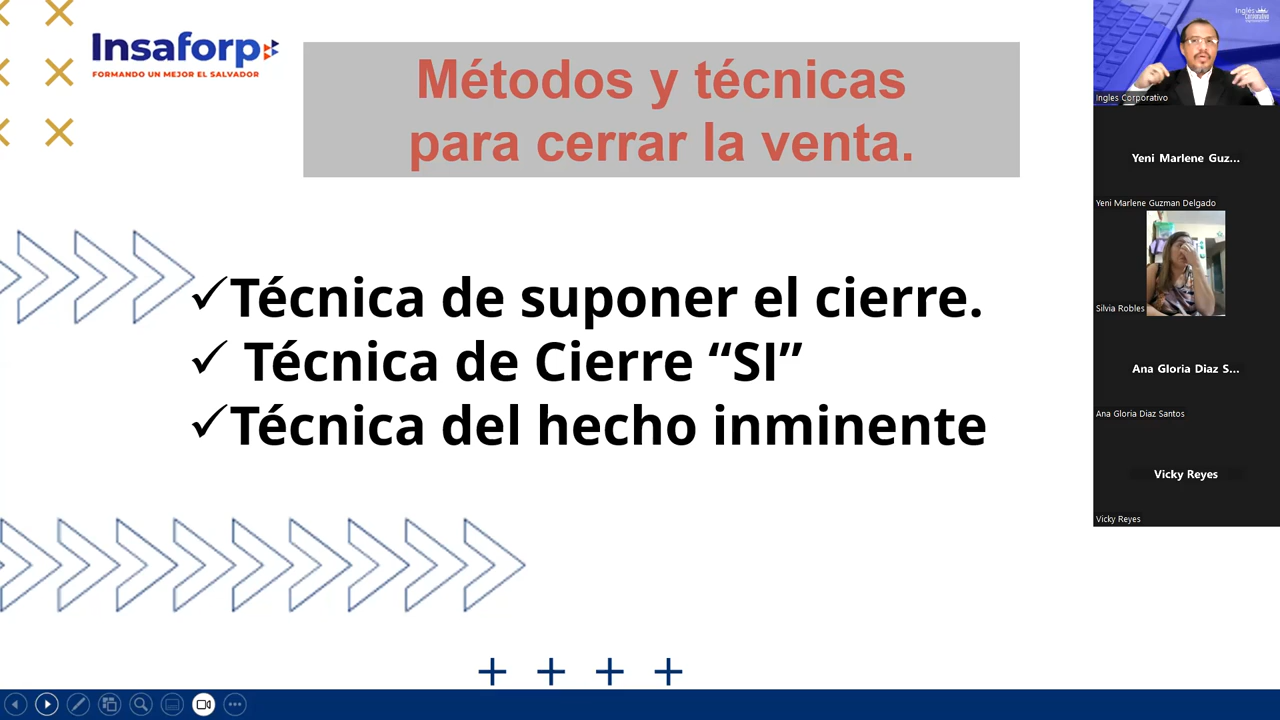 Insaforp
FORMANDO UN MEJOR EL SALVADOR
Métodos y técnicas
para cerrar la venta.
✓Técnica de suponer el cierre.
✓ Técnica de Cierre “SI”
✓Técnica del hecho inminente
Inglés
Corporativo
Ingles Corporativo
Yeni Marlene Guz...
Yeni Marlene Guzman Delgado
Silvia Robles
Ana Gloria Diaz S...
Ana Gloria Diaz Santos
Vicky Reyes
Vicky Reyes